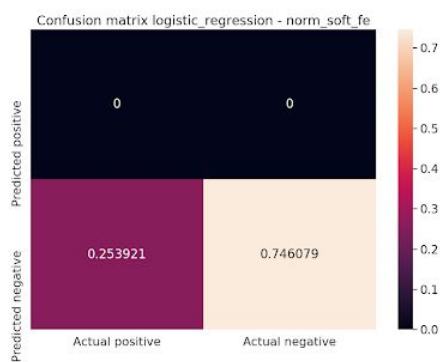 Confusion matrix logistic_regression - norm_soft_fe
Predicted positive
0 0
Predicted negative
0.253921 0.746079
Actual positive Actual negative
0.7
0.6
0.5
0.4
0.3
0.2
0.1
0.0